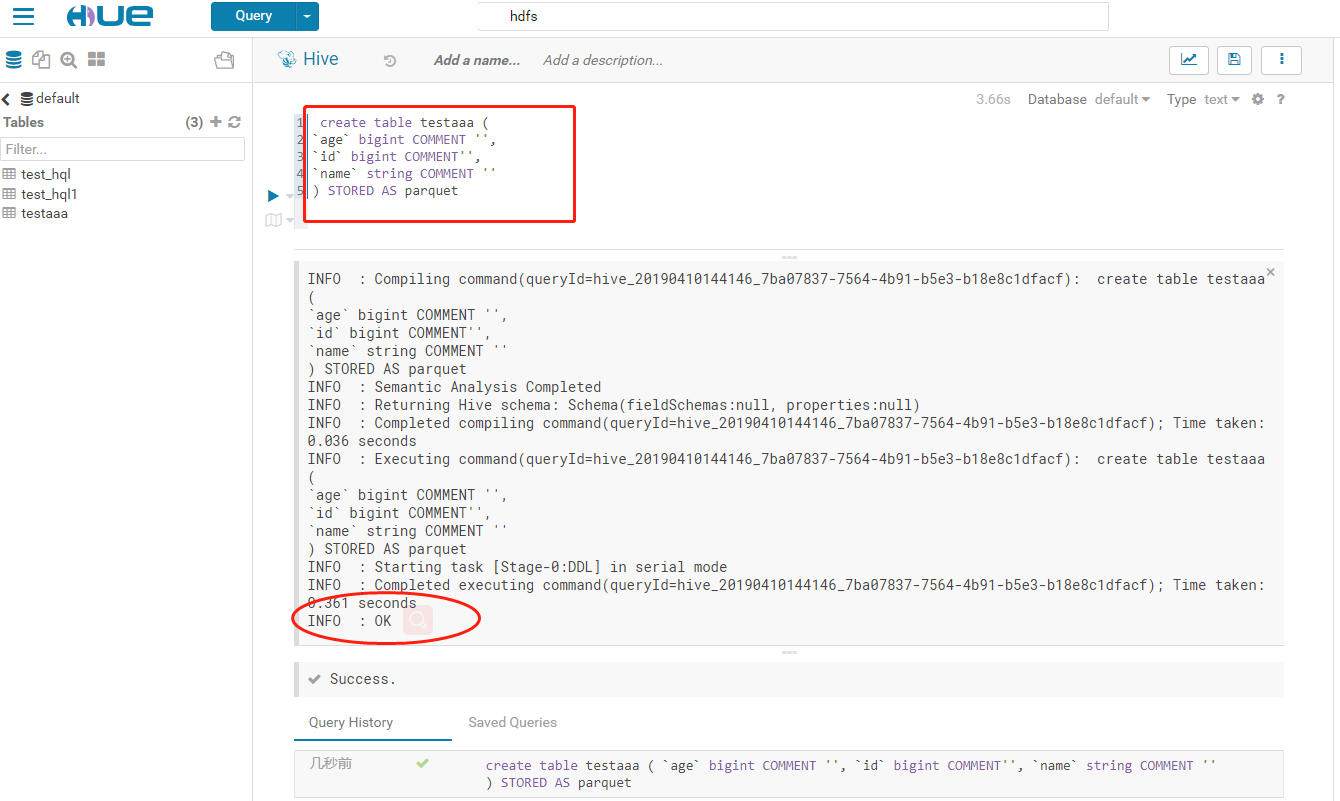 HUE
Query
hdfs
Hive
Add a name...
Add a description...
default
Tables
(3)
Filter...
test_hql
test_hql1
testaaa
3.66s
Database
default
Type
text
?
1 create table testaaa (
2 `age` bigint COMMENT '',
3 `id` bigint COMMENT'',
4 `name` string COMMENT ''
5 ) STORED AS parquet
INFO  : Compiling command(queryId=hive_20190410144146_7ba07837-7564-4b91-b5e3-b18e8c1dfacf):  create table testaaa
(
`age` bigint COMMENT '',
`id` bigint COMMENT'',
`name` string COMMENT ''
) STORED AS parquet
INFO  : Semantic Analysis Completed
INFO  : Returning Hive schema: Schema(fieldSchemas:null, properties:null)
INFO  : Completed compiling command(queryId=hive_20190410144146_7ba07837-7564-4b91-b5e3-b18e8c1dfacf); Time taken:
0.036 seconds
INFO  : Executing command(queryId=hive_20190410144146_7ba07837-7564-4b91-b5e3-b18e8c1dfacf):  create table testaaa
(
`age` bigint COMMENT '',
`id` bigint COMMENT'',
`name` string COMMENT ''
) STORED AS parquet
INFO  : Starting task [Stage-0:DDL] in serial mode
INFO  : Completed executing command(queryId=hive_20190410144146_7ba07837-7564-4b91-b5e3-b18e8c1dfacf); Time taken:
0.361 seconds
INFO  : OK
Success.
Query History
Saved Queries
几秒前
create table testaaa ( `age` bigint COMMENT '', `id` bigint COMMENT'', `name` string COMMENT ''
) STORED AS parquet